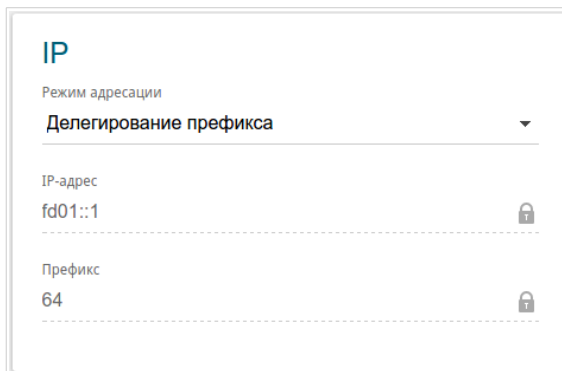 IP
Режим адресации
Делегирование префикса
IP-адрес
fd01::1
Префикс
64